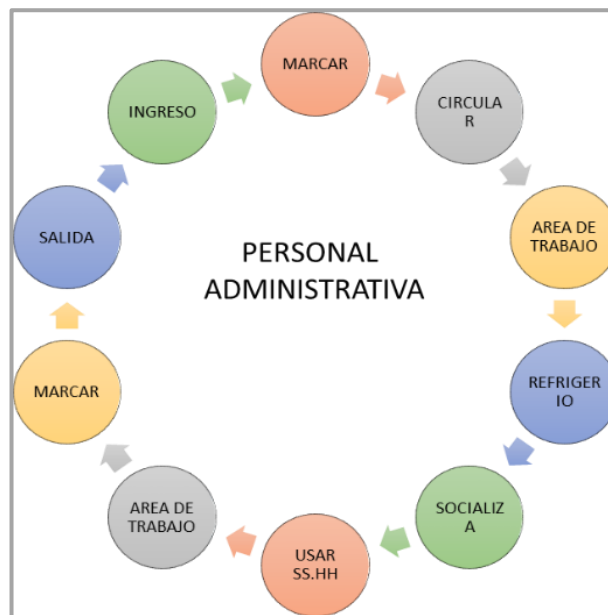 MARCAR
CIRCULA
R
AREA DE
TRABAJO
REFRIGER
IO
SOCIALIZ
A
USAR
SS.HH
AREA DE
TRABAJO
MARCAR
SALIDA
INGRESO
PERSONAL
ADMINISTRATIVA